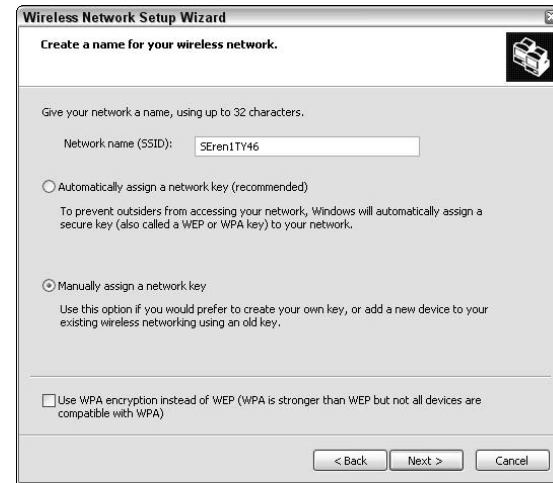 Wireless Network Setup Wizard
Create a name for your wireless network.
Give your network a name, using up to 32 characters.
Network name (SSID): SEren1TY46
Automatically assign a network key (recommended)
To prevent outsiders from accessing your network, Windows will automatically assign a
secure key (also called a WEP or WPA key) to your network.
Manually assign a network key
Use this option if you would prefer to create your own key, or add a new device to your
existing wireless networking using an old key.
Use WPA encryption instead of WEP (WPA is stronger than WEP but not all devices are
compatible with WPA)
< Back Next > Cancel